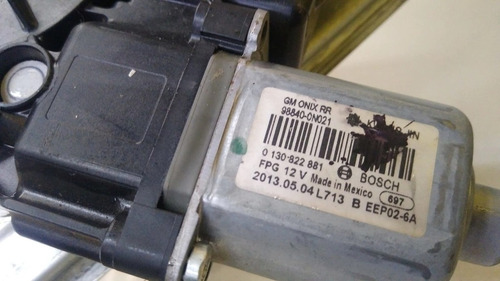 GM ONIX RR
98840-0N021
0 130 822 881 BOSCH
FPG 12 V Made in Mexico 697
2013.05.04 L713 B EEP02-6A